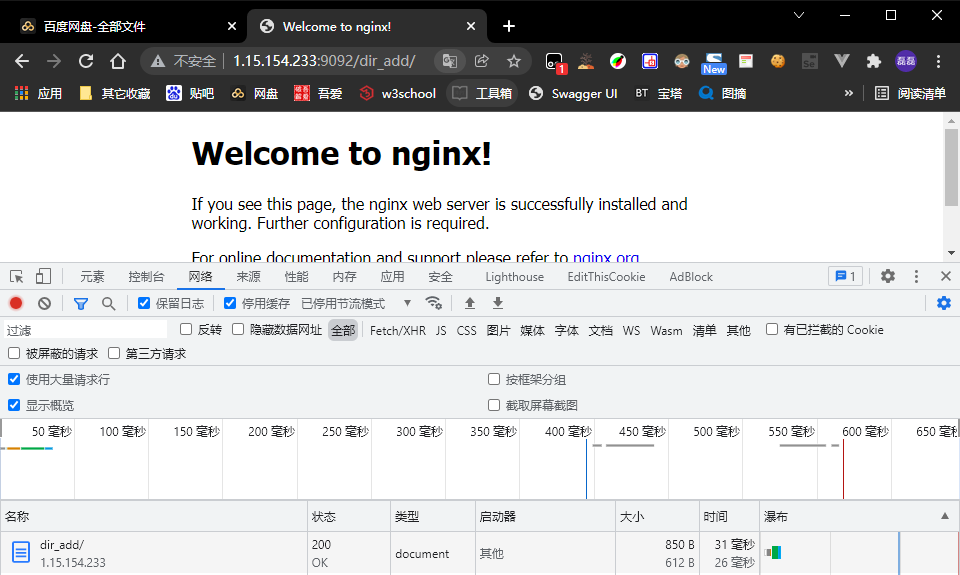 百度网盘-全部文件 Welcome to nginx!
不安全 1.15.154.233:9092/dir_add/ 1 New 磊磊
应用 其它收藏 贴吧 网盘 吾爱 w3school 工具箱 Swagger UI BT 宝塔 图摘 » 阅读清单
Welcome to nginx!
If you see this page, the nginx web server is successfully installed and
working. Further configuration is required.
For online documentation and support please refer to nginx.org
元素 控制台 网络 来源 性能 内存 应用 安全 Lighthouse EditThisCookie AdBlock 1
保留日志 停用缓存 已停用节流模式
过滤 反转 隐藏数据网址 全部 Fetch/XHR JS CSS 图片 媒体 字体 文档 WS Wasm 清单 其他 有已拦截的 Cookie
被屏蔽的请求 第三方请求
使用大量请求行 按框架分组
显示概览 截取屏幕截图
50 毫秒 100 毫秒 150 毫秒 200 毫秒 250 毫秒 300 毫秒 350 毫秒 400 毫秒 450 毫秒 500 毫秒 550 毫秒 600 毫秒 650 毫秒
名称 状态 类型 启动器 大小 时间 瀑布
dir_add/ 200 document 其他 850 B 31 毫秒
1.15.154.233 OK 612 B 26 毫秒